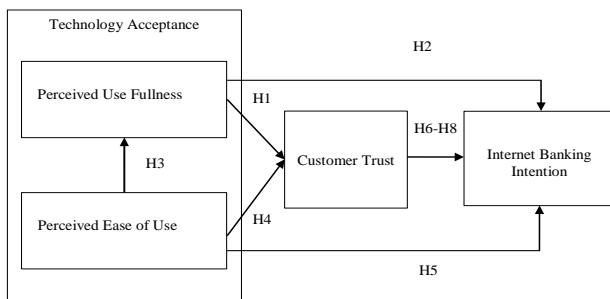 Technology Acceptance
H2
Perceived Use Fullness
H1
H6-H8
Customer Trust
Internet Banking
Intention
H3
H4
Perceived Ease of Use
H5